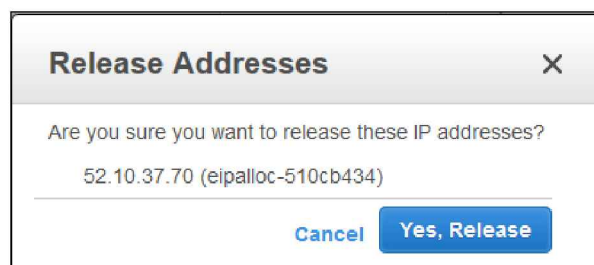 Release Addresses
Are you sure you want to release these IP addresses?
52.10.37.70 (eipalloc-510cb434)
Cancel Yes, Release